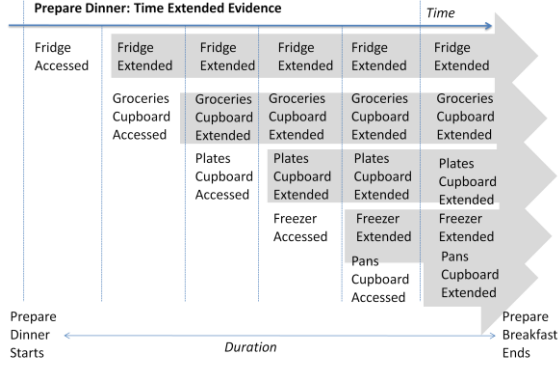 Prepare Dinner: Time Extended Evidence
Time
Fridge Fridge Fridge Fridge Fridge Fridge
Accessed Extended Extended Extended Extended Extended
Groceries Groceries Groceries Groceries Groceries
Cupboard Cupboard Cupboard Cupboard Cupboard
Accessed Extended Extended Extended Extended
Plates Plates Plates Plates
Cupboard Cupboard Cupboard Cupboard
Accessed Extended Extended Extended
Freezer Freezer Freezer
Accessed Extended Extended
Pans Pans
Cupboard Cupboard
Accessed Extended
Prepare
Dinner
Starts
Duration
Prepare
Breakfast
Ends